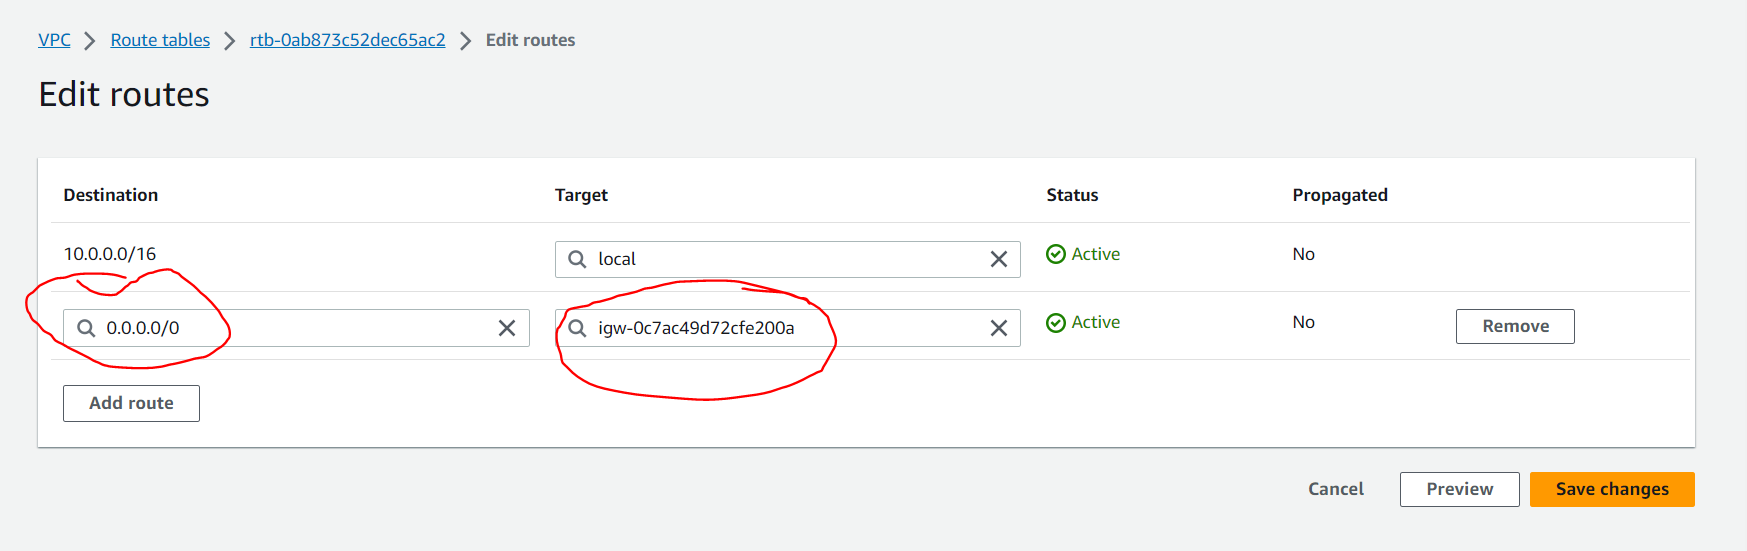 VPC > Route tables > rtb-0ab873c52dec65ac2 > Edit routes
Edit routes
Destination Target Status Propagated
10.0.0.0/16 local Active No
0.0.0.0/0 igw-0c7ac49d72cfe200a Active No Remove
Add route
Cancel Preview Save changes